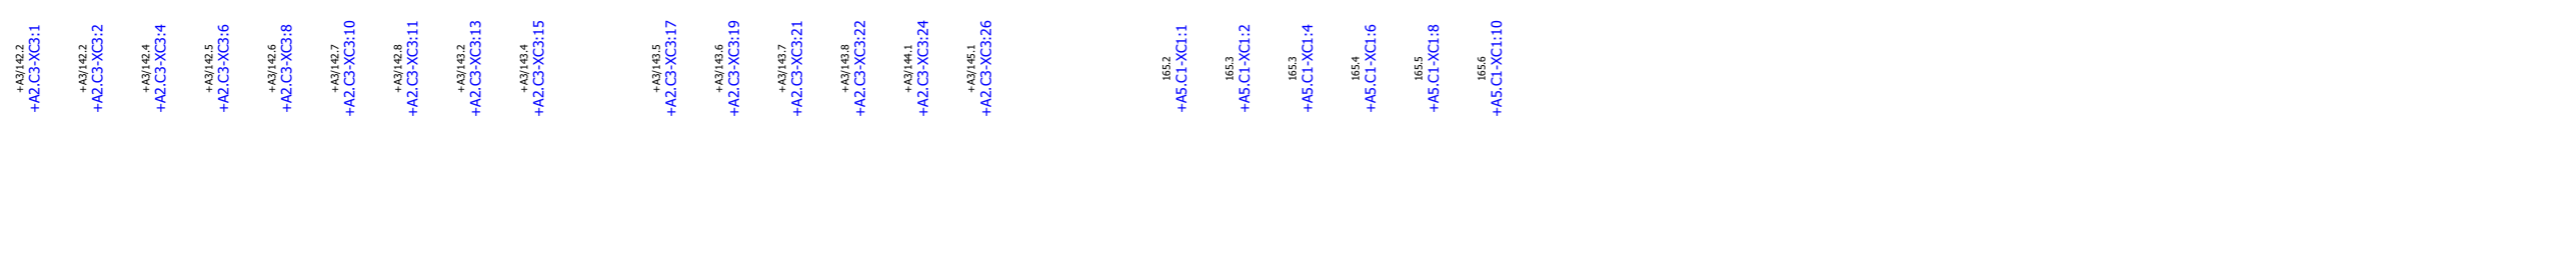 +A3/142.2
+A2.C3-XC3:1
+A3/142.2
+A2.C3-XC3:2
+A3/142.4
+A2.C3-XC3:4
+A3/142.5
+A2.C3-XC3:6
+A3/142.6
+A2.C3-XC3:8
+A3/142.7
+A2.C3-XC3:10
+A3/142.8
+A2.C3-XC3:11
+A3/143.2
+A2.C3-XC3:13
+A3/143.4
+A2.C3-XC3:15
+A3/143.5
+A2.C3-XC3:17
+A3/143.6
+A2.C3-XC3:19
+A3/143.7
+A2.C3-XC3:21
+A3/143.8
+A2.C3-XC3:22
+A3/144.1
+A2.C3-XC3:24
+A3/145.1
+A2.C3-XC3:26
165.2
+A5.C1-XC1:1
165.3
+A5.C1-XC1:2
165.3
+A5.C1-XC1:4
165.4
+A5.C1-XC1:6
165.5
+A5.C1-XC1:8
165.6
+A5.C1-XC1:10